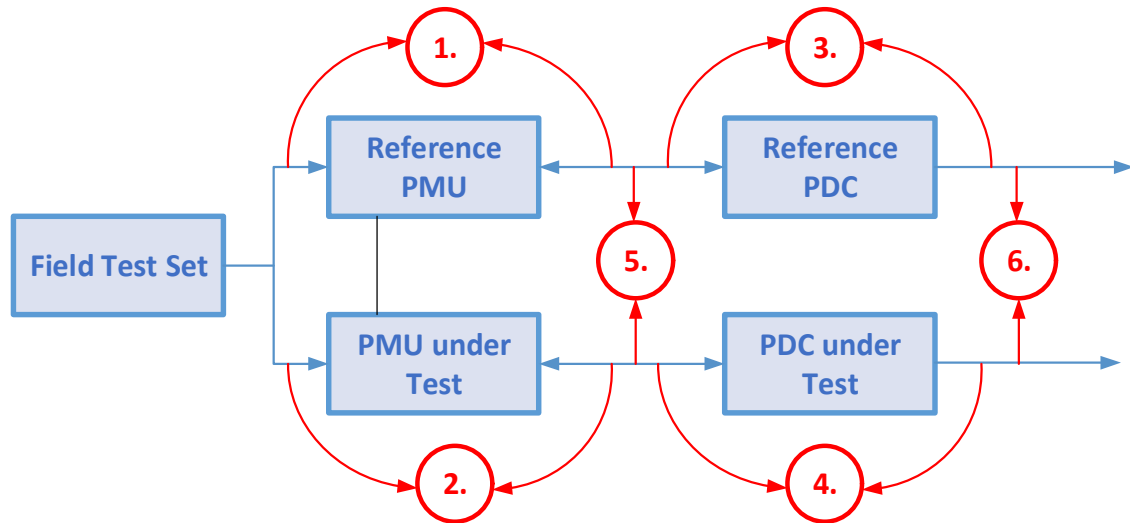 1.
3.
Reference
PMU
Reference
PDC
Field Test Set
5.
6.
PMU under
Test
PDC under
Test
2.
4.